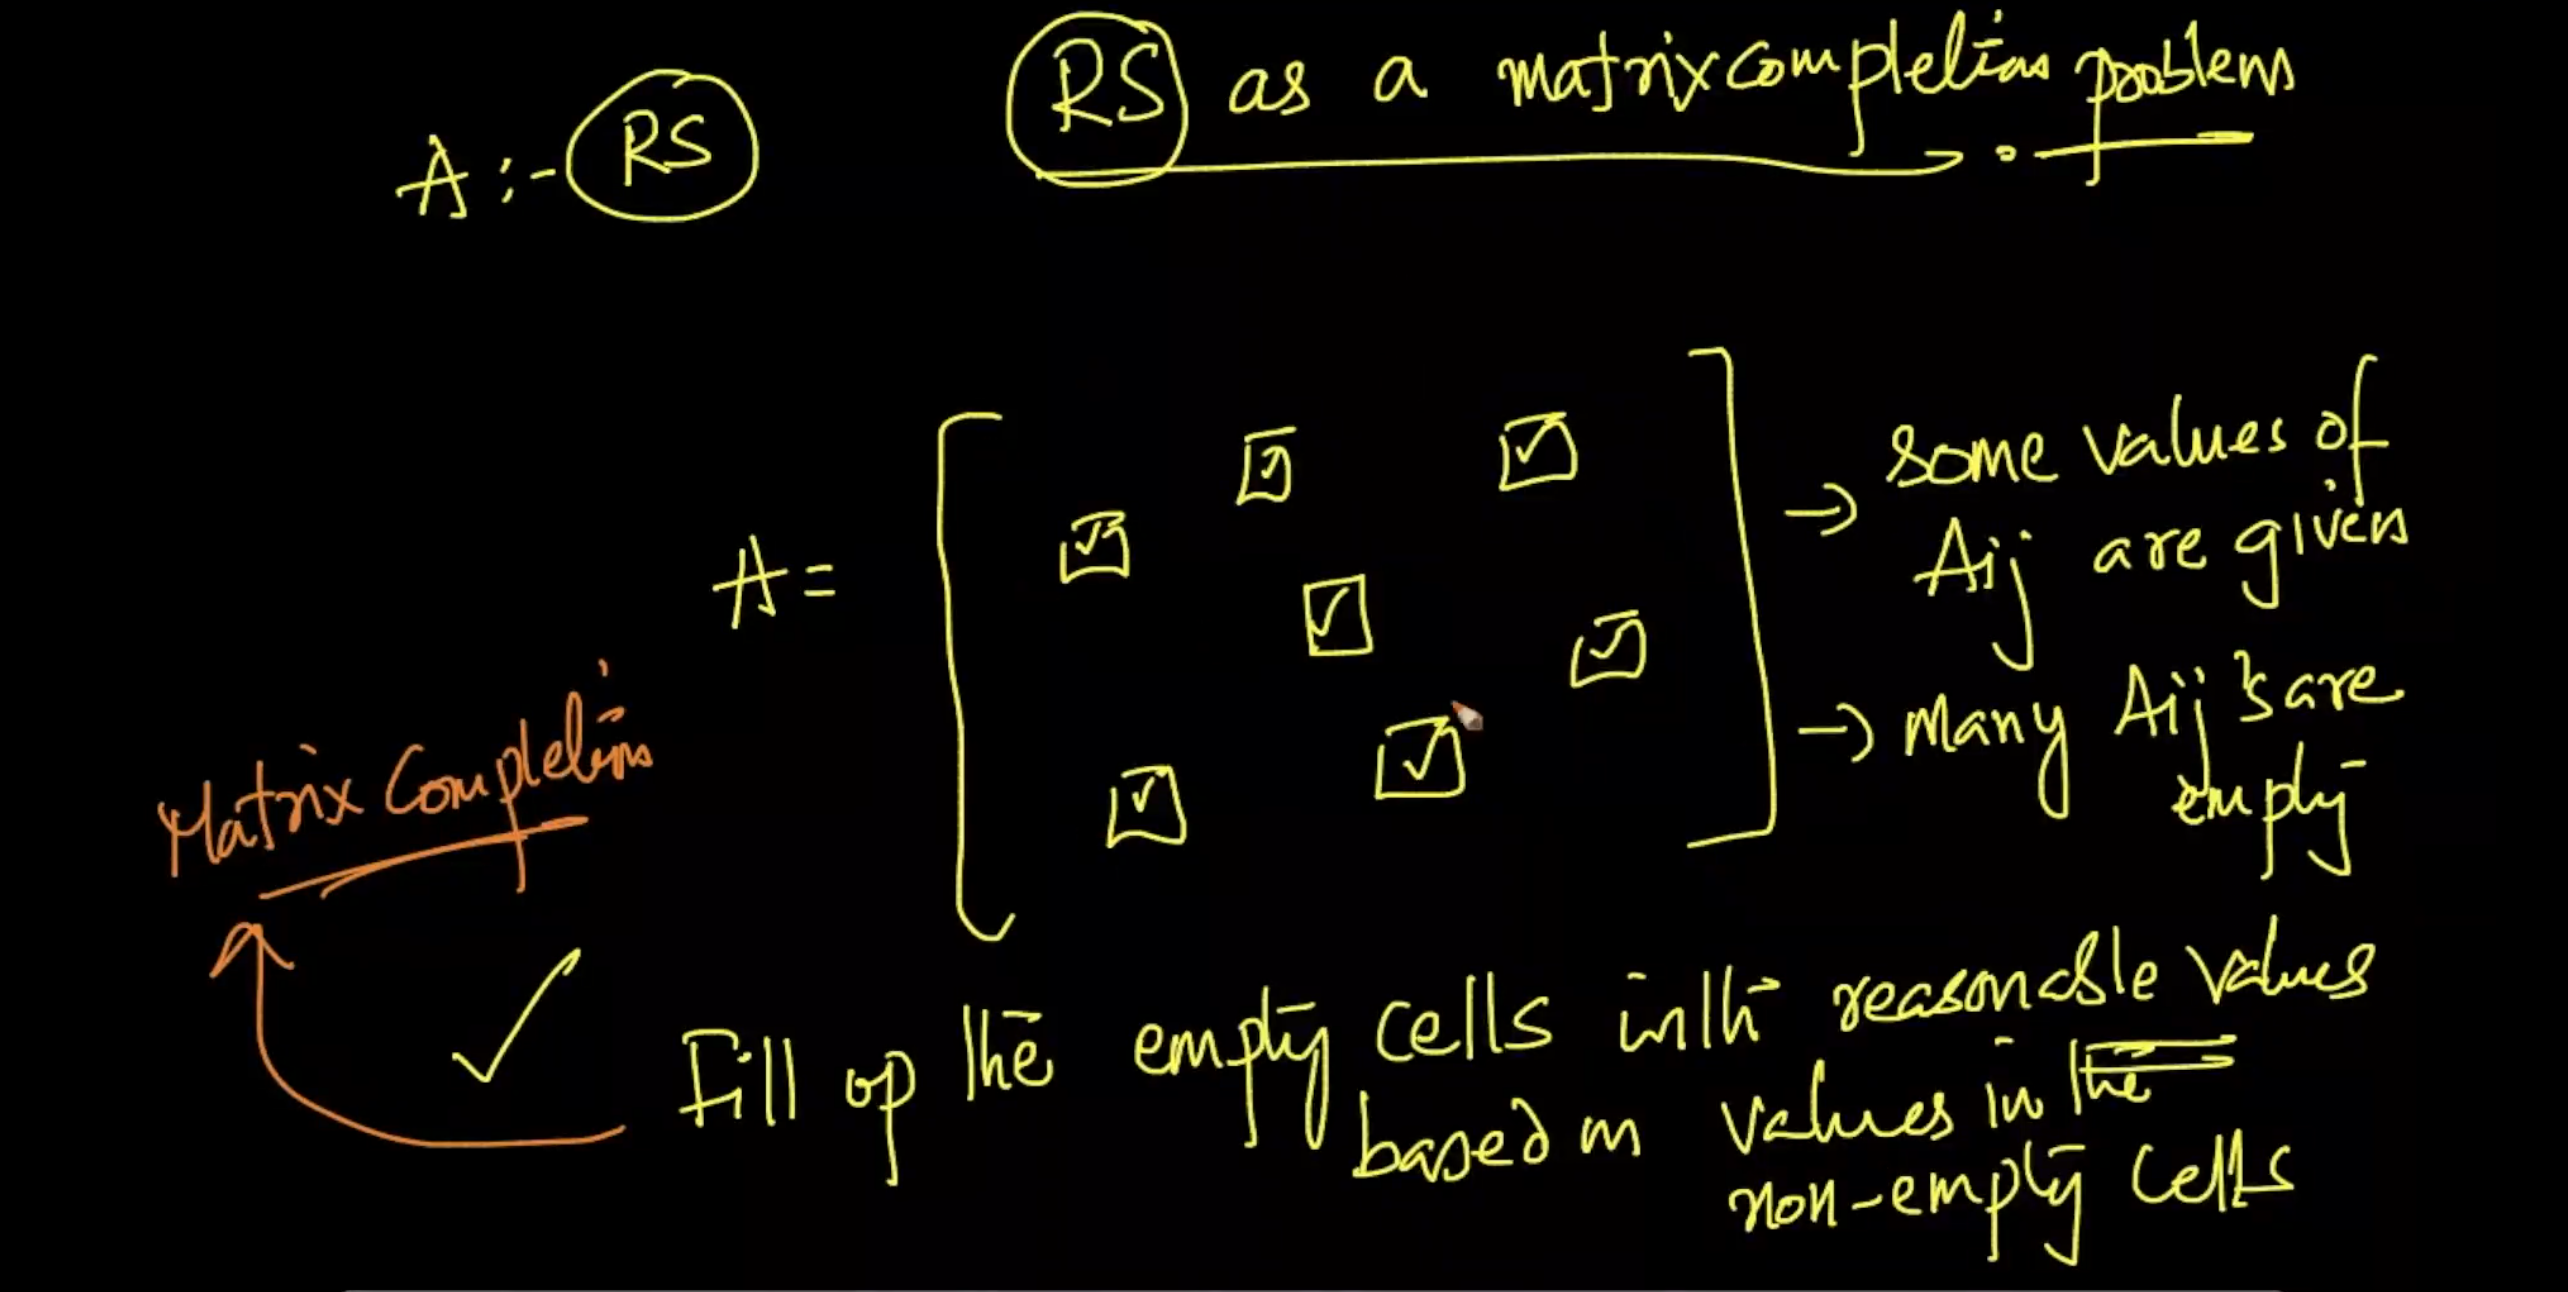 RS as a matrix completion problem
A :- RS
A =
→ some values of
Aij are given
→ Many Aij's are
empty
Matrix Completion
Fill up the empty cells with reasonable values
based on values in the
non-empty cells